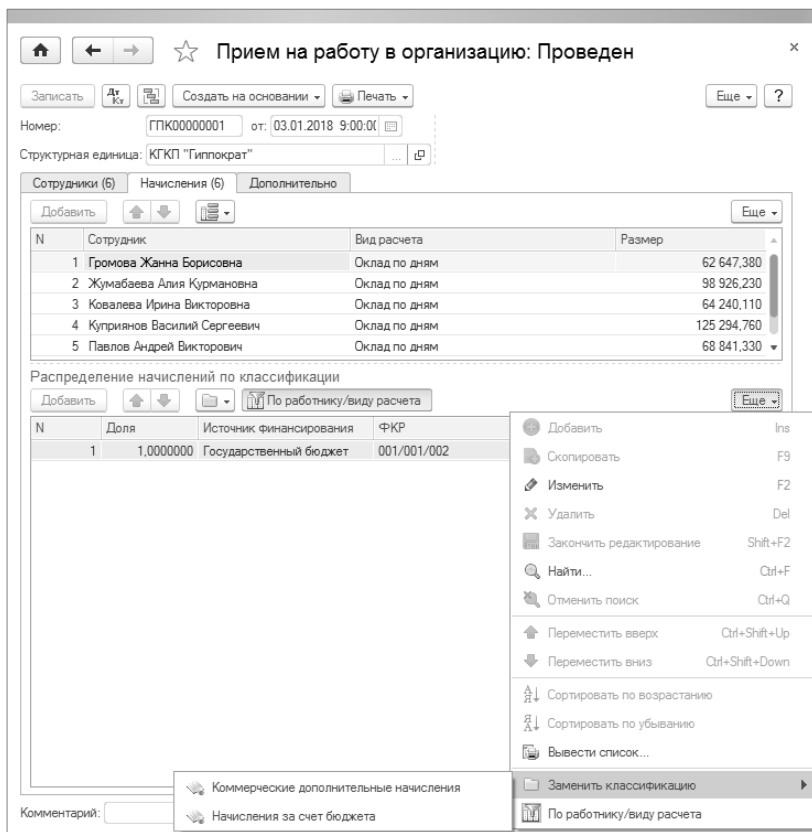 Прием на работу в организацию: Проведен
Записать Дт Кт Создать на основании Печать Еще ?
Номер: ГПК00000001 от: 03.01.2018 9:00:00
Структурная единица: КГКП "Гиппократ" ...
Сотрудники (6) Начисления (6) Дополнительно
Добавить Еще
N Сотрудник Вид расчета Размер
1 Громова Жанна Борисовна Оклад по дням 62 647,380
2 Жумабаева Алия Курмановна Оклад по дням 98 926,230
3 Ковалева Ирина Викторовна Оклад по дням 64 240,110
4 Куприянов Василий Сергеевич Оклад по дням 125 294,760
5 Павлов Андрей Викторович Оклад по дням 68 841,330
Распределение начислений по классификации
Добавить По работнику/виду расчета Еще
N Доля Источник финансирования ФКР
1 1,0000000 Государственный бюджет 001/001/002
Добавить Ins
Скопировать F9
Изменить F2
Удалить Del
Закончить редактирование Shift+F2
Найти... Ctrl+F
Отменить поиск Ctrl+Q
Переместить вверх Ctrl+Shift+Up
Переместить вниз Ctrl+Shift+Down
Сортировать по возрастанию
Сортировать по убыванию
Вывести список...
Заменить классификацию
Коммерческие дополнительные начисления
Начисления за счет бюджета
По работнику/виду расчета
Комментарий: